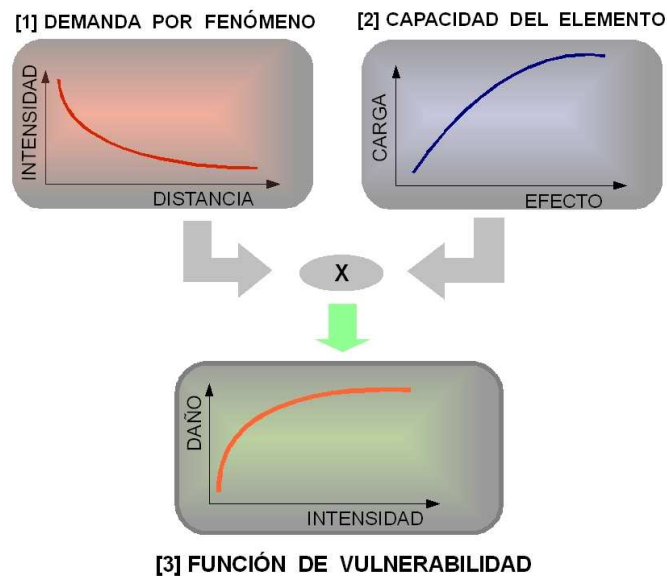 [1] DEMANDA POR FENÓMENO
[2] CAPACIDAD DEL ELEMENTO
INTENSIDAD
DISTANCIA
CARGA
EFECTO
X
DAÑO
INTENSIDAD
[3] FUNCIÓN DE VULNERABILIDAD